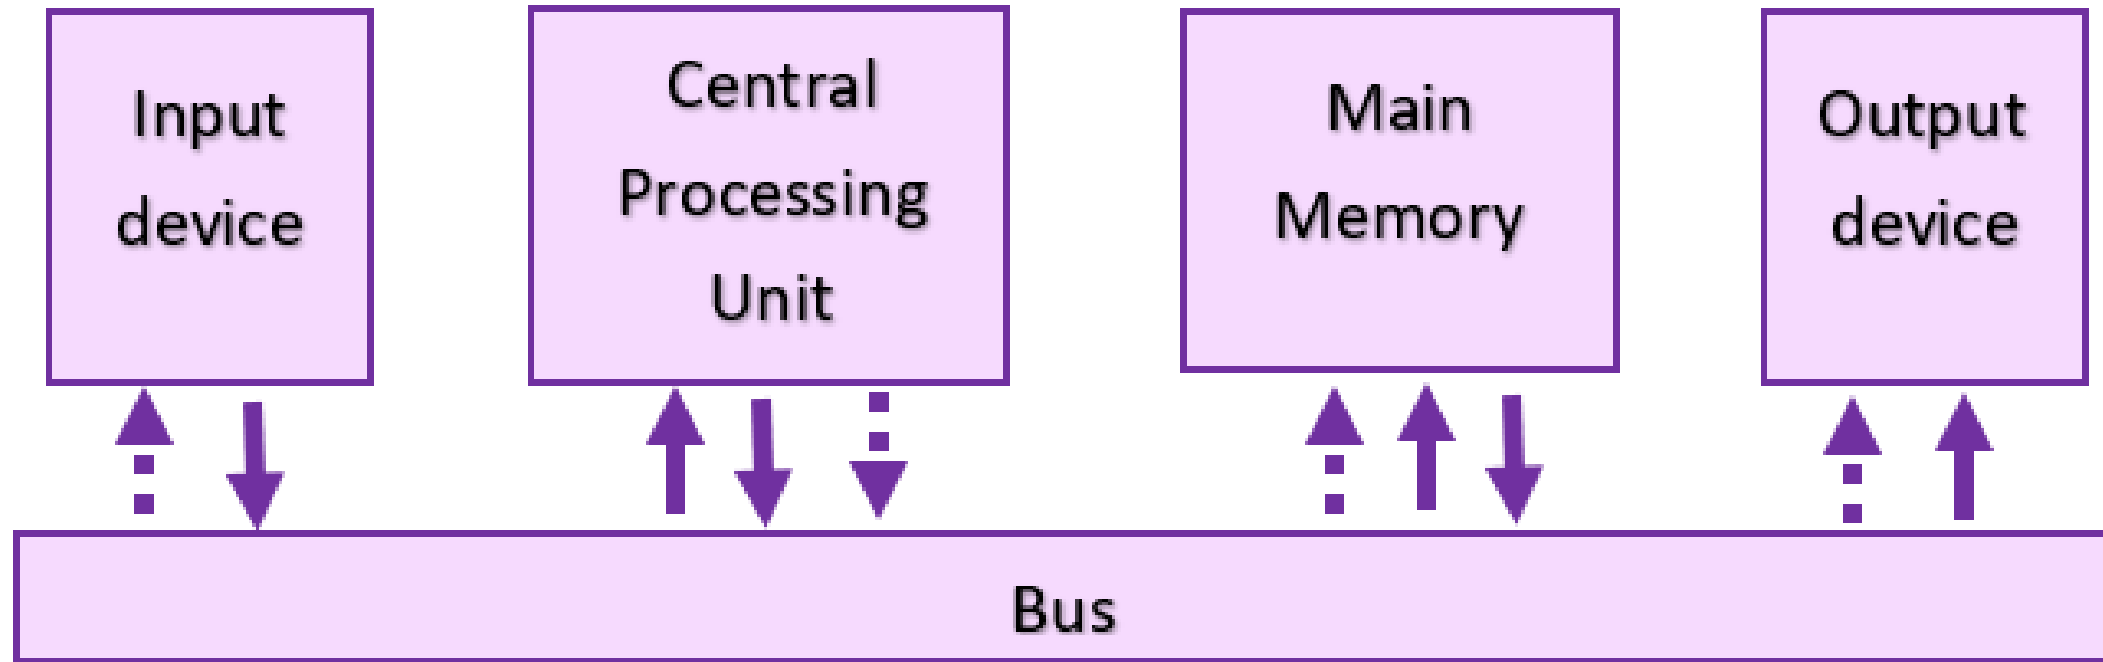 Input
device
Central
Processing
Unit
Main
Memory
Output
device
Bus